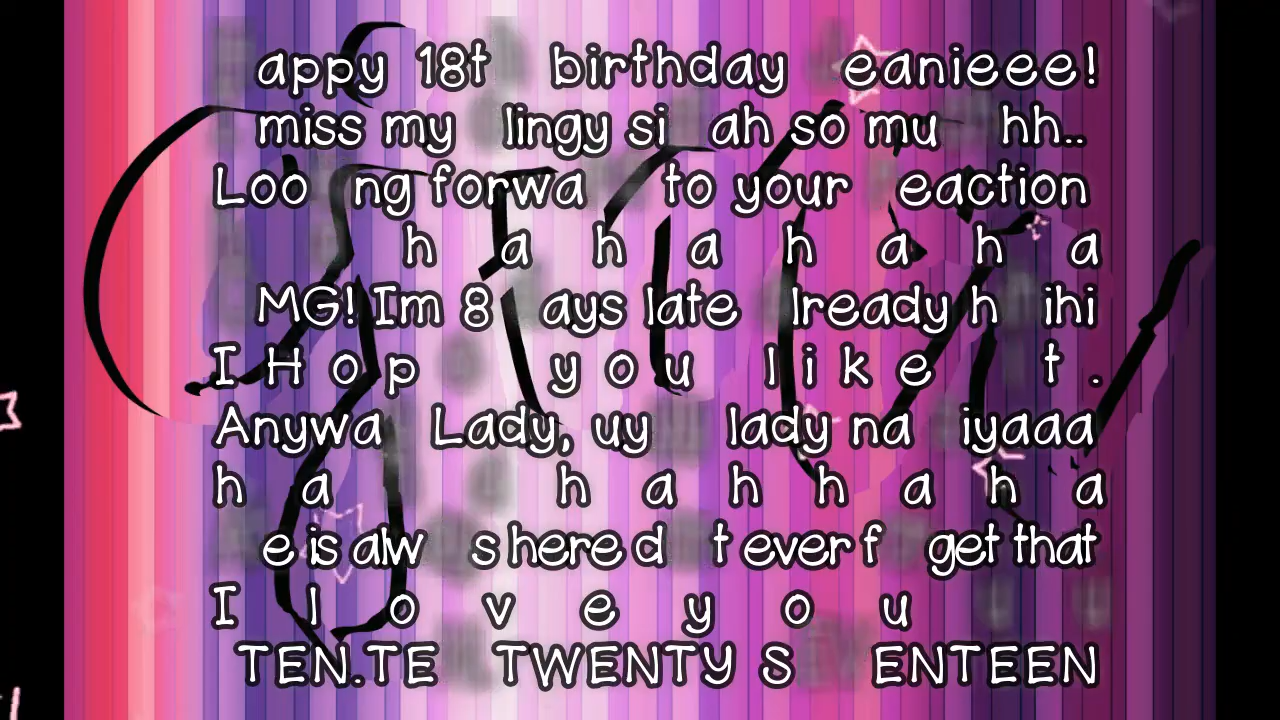 appy 18t birthday eanieee!
miss my lingy si ah so mu hh..
Loo ng forwa to your eaction
h a h a h a h a
MG! Im 8 ays late lready h ihi
I H o p y o u l i k e t .
Anywa Lady, uy lady na iyaaa
h a h a h h a h a
e is alw s here d t ever f get that
I l o v e y o u
TEN.TE TWENTY S ENTEEN